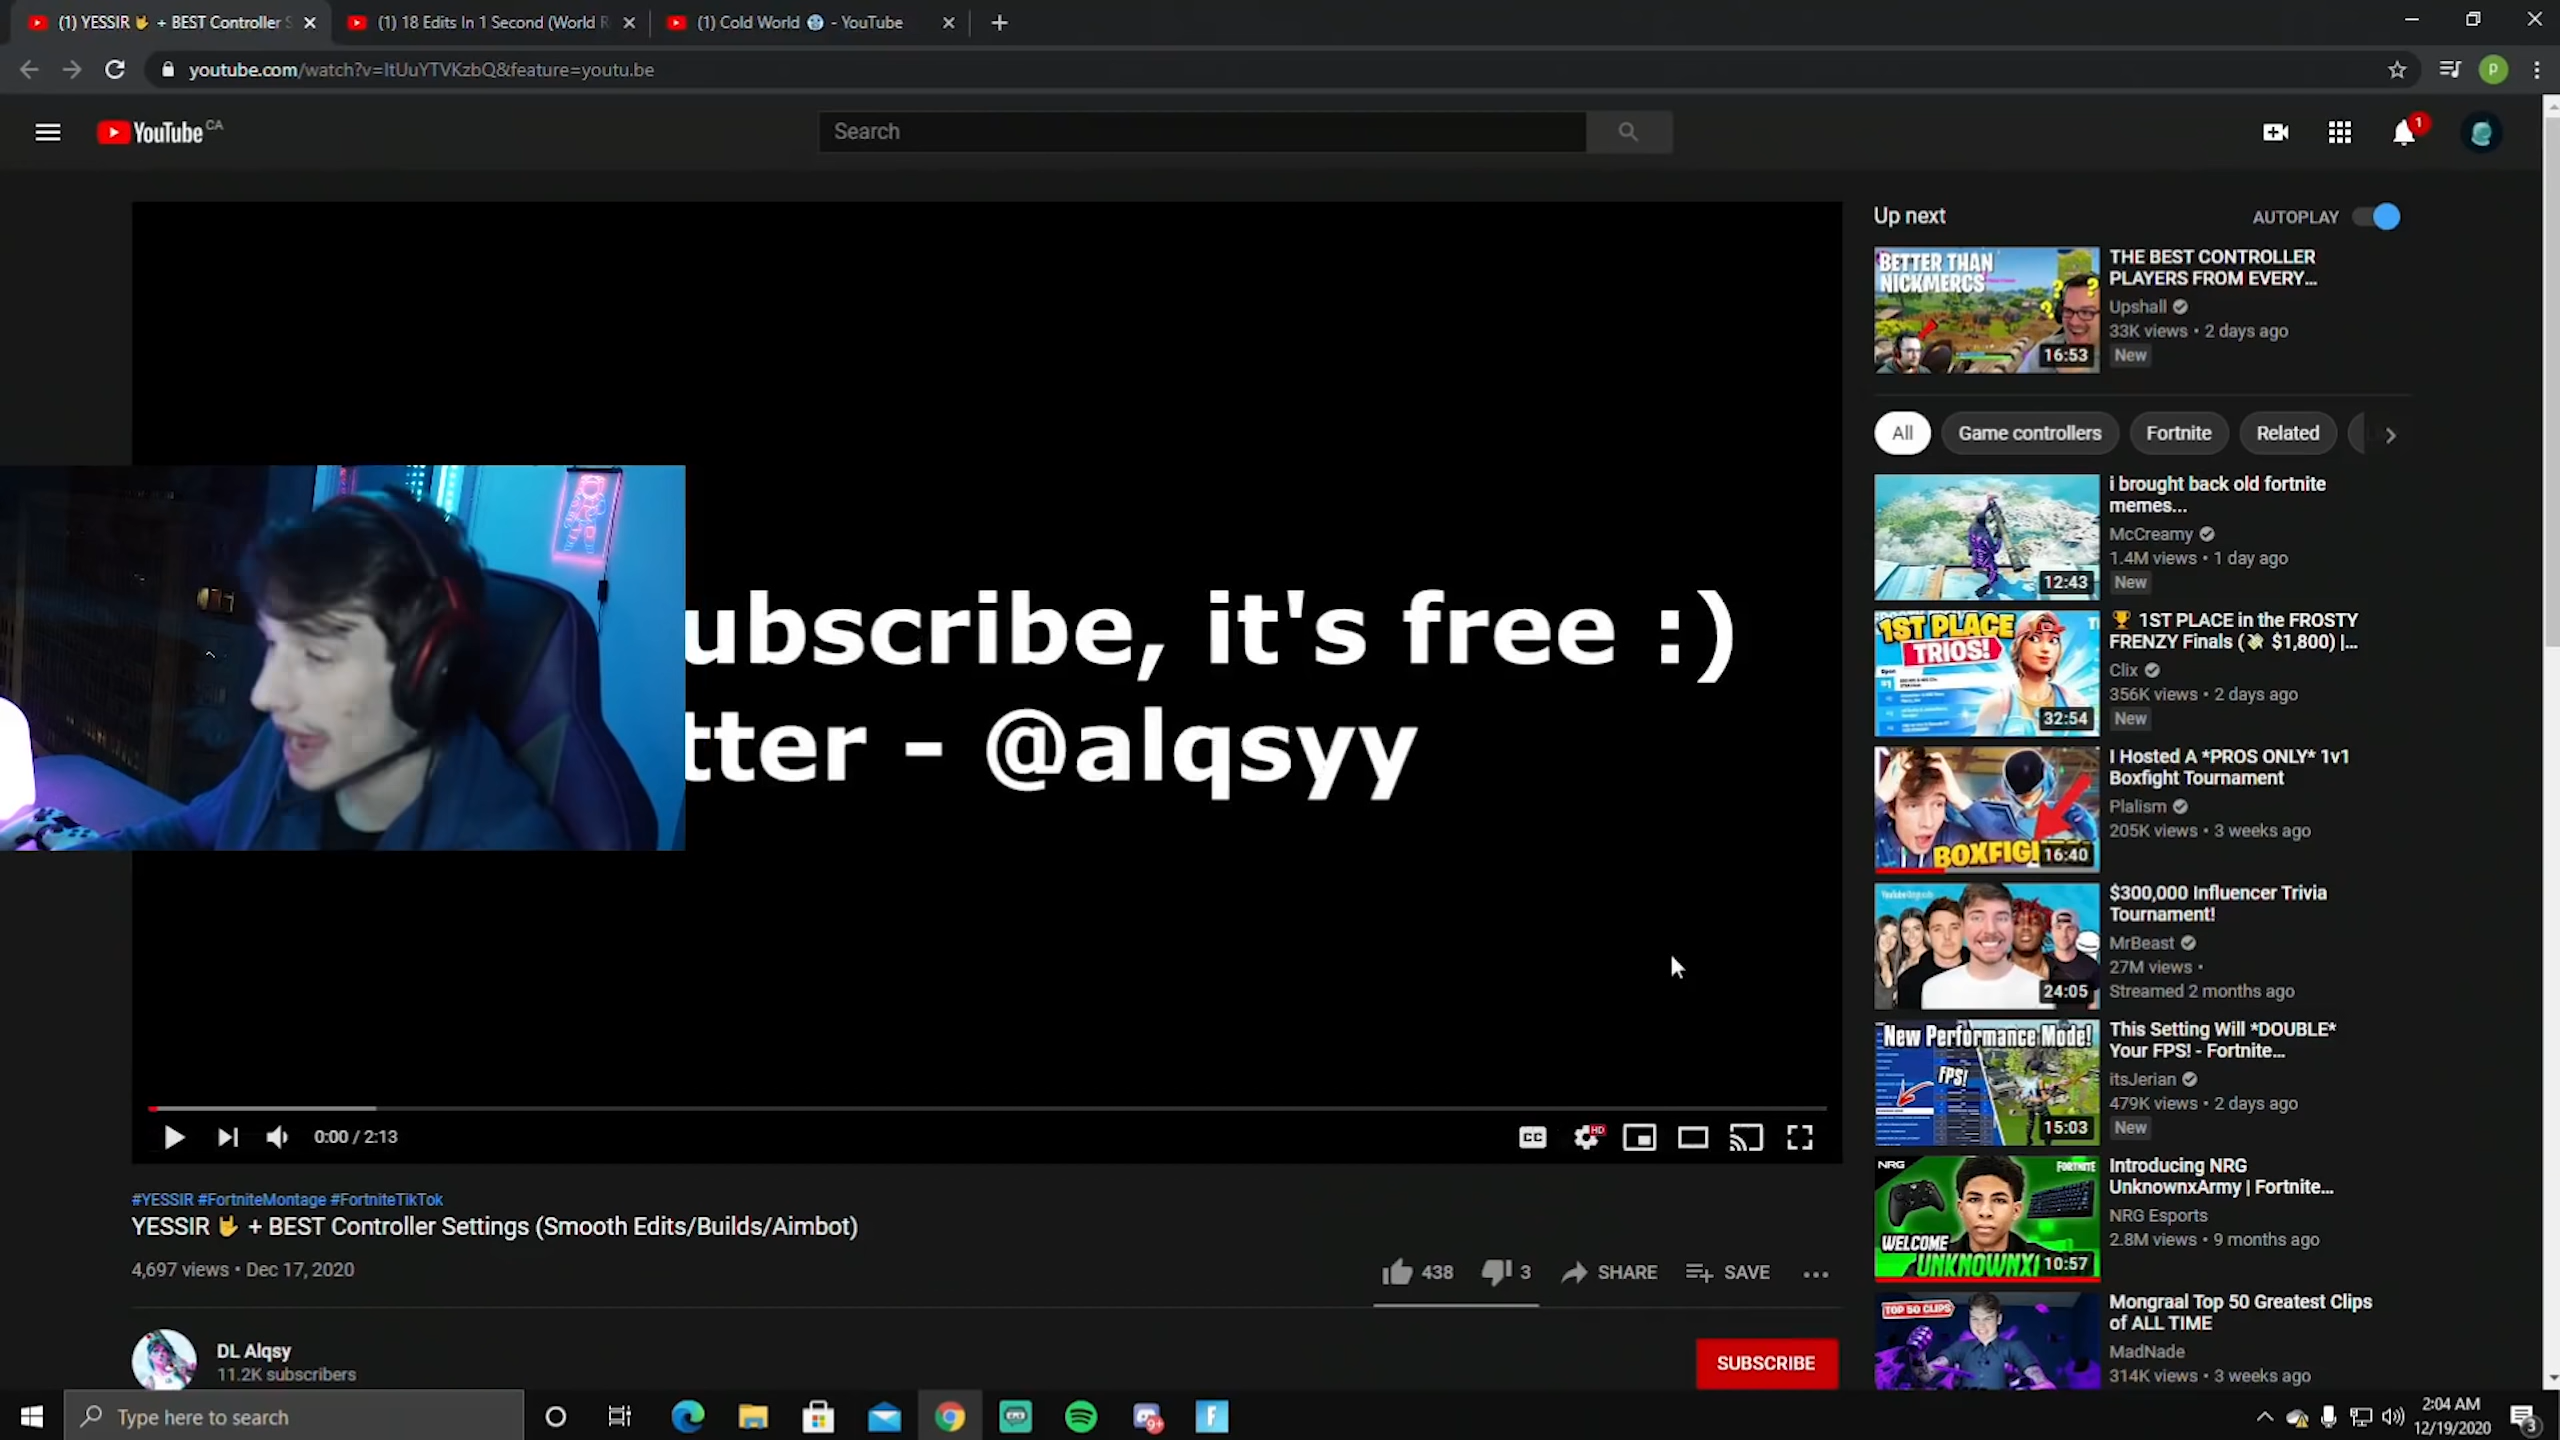 (1) YESSIR 🤟 + BEST Controller S
(1) 18 Edits In 1 Second (World R
(1) Cold World 🥶 - YouTube
youtube.com/watch?v=ItUuYTVKzbQ&feature=youtu.be
P
YouTube CA
Search
1
ubscribe, it's free :)
tter - @alqsyy
0:00 / 2:13
CC
HD
#YESSIR #FortniteMontage #FortniteTikTok
YESSIR 🤟 + BEST Controller Settings (Smooth Edits/Builds/Aimbot)
4,697 views • Dec 17, 2020
438
3
SHARE
SAVE
DL Alqsy
11.2K subscribers
SUBSCRIBE
Up next
AUTOPLAY
BETTER THAN
NICKMERCS
16:53
THE BEST CONTROLLER
PLAYERS FROM EVERY...
Upshall
33K views • 2 days ago
New
All
Game controllers
Fortnite
Related
12:43
i brought back old fortnite
memes...
McCreamy
1.4M views • 1 day ago
New
1ST PLACE
TRIOS!
32:54
🏆 1ST PLACE in the FROSTY
FRENZY Finals (💸 $1,800) |...
Clix
356K views • 2 days ago
New
BOXFIG
16:40
I Hosted A *PROS ONLY* 1v1
Boxfight Tournament
Plalism
205K views • 3 weeks ago
YouTube Originals
24:05
$300,000 Influencer Trivia
Tournament!
MrBeast
27M views •
Streamed 2 months ago
New Performance Mode!
FPS!
15:03
This Setting Will *DOUBLE*
Your FPS! - Fortnite...
itsJerian
479K views • 2 days ago
New
NRG
FORTNITE
WELCOME
UNKNOWNX
10:57
Introducing NRG
UnknownxArmy | Fortnite...
NRG Esports
2.8M views • 9 months ago
TOP 50 CLIPS
Mongraal Top 50 Greatest Clips
of ALL TIME
MadNade
314K views • 3 weeks ago
Type here to search
9+
F
2:04 AM
12/19/2020
3